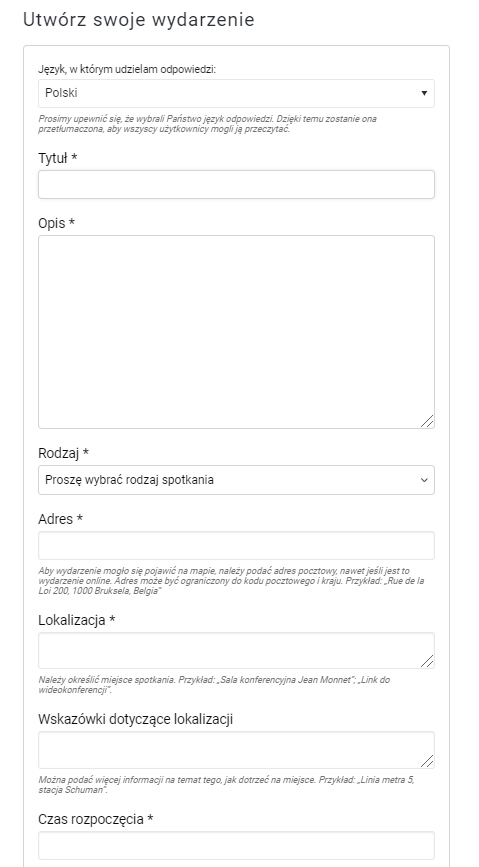 Utwórz swoje wydarzenie
Język, w którym udzielam odpowiedzi:
Polski
Prosimy upewnić się, że wybrali Państwo język odpowiedzi. Dzięki temu zostanie ona
przetłumaczona, aby wszyscy użytkownicy mogli ją przeczytać.
Tytuł *
Opis *
Rodzaj *
Proszę wybrać rodzaj spotkania
Adres *
Aby wydarzenie mogło się pojawić na mapie, należy podać adres pocztowy, nawet jeśli jest to
wydarzenie online. Adres może być ograniczony do kodu pocztowego i kraju. Przykład: „Rue de la
Loi 200, 1000 Bruksela, Belgia”
Lokalizacja *
Należy określić miejsce spotkania. Przykład: „Sala konferencyjna Jean Monnet”; „Link do
wideokonferencji”.
Wskazówki dotyczące lokalizacji
Można podać więcej informacji na temat tego, jak dotrzeć na miejsce. Przykład: „Linia metra 5,
stacja Schuman”.
Czas rozpoczęcia *